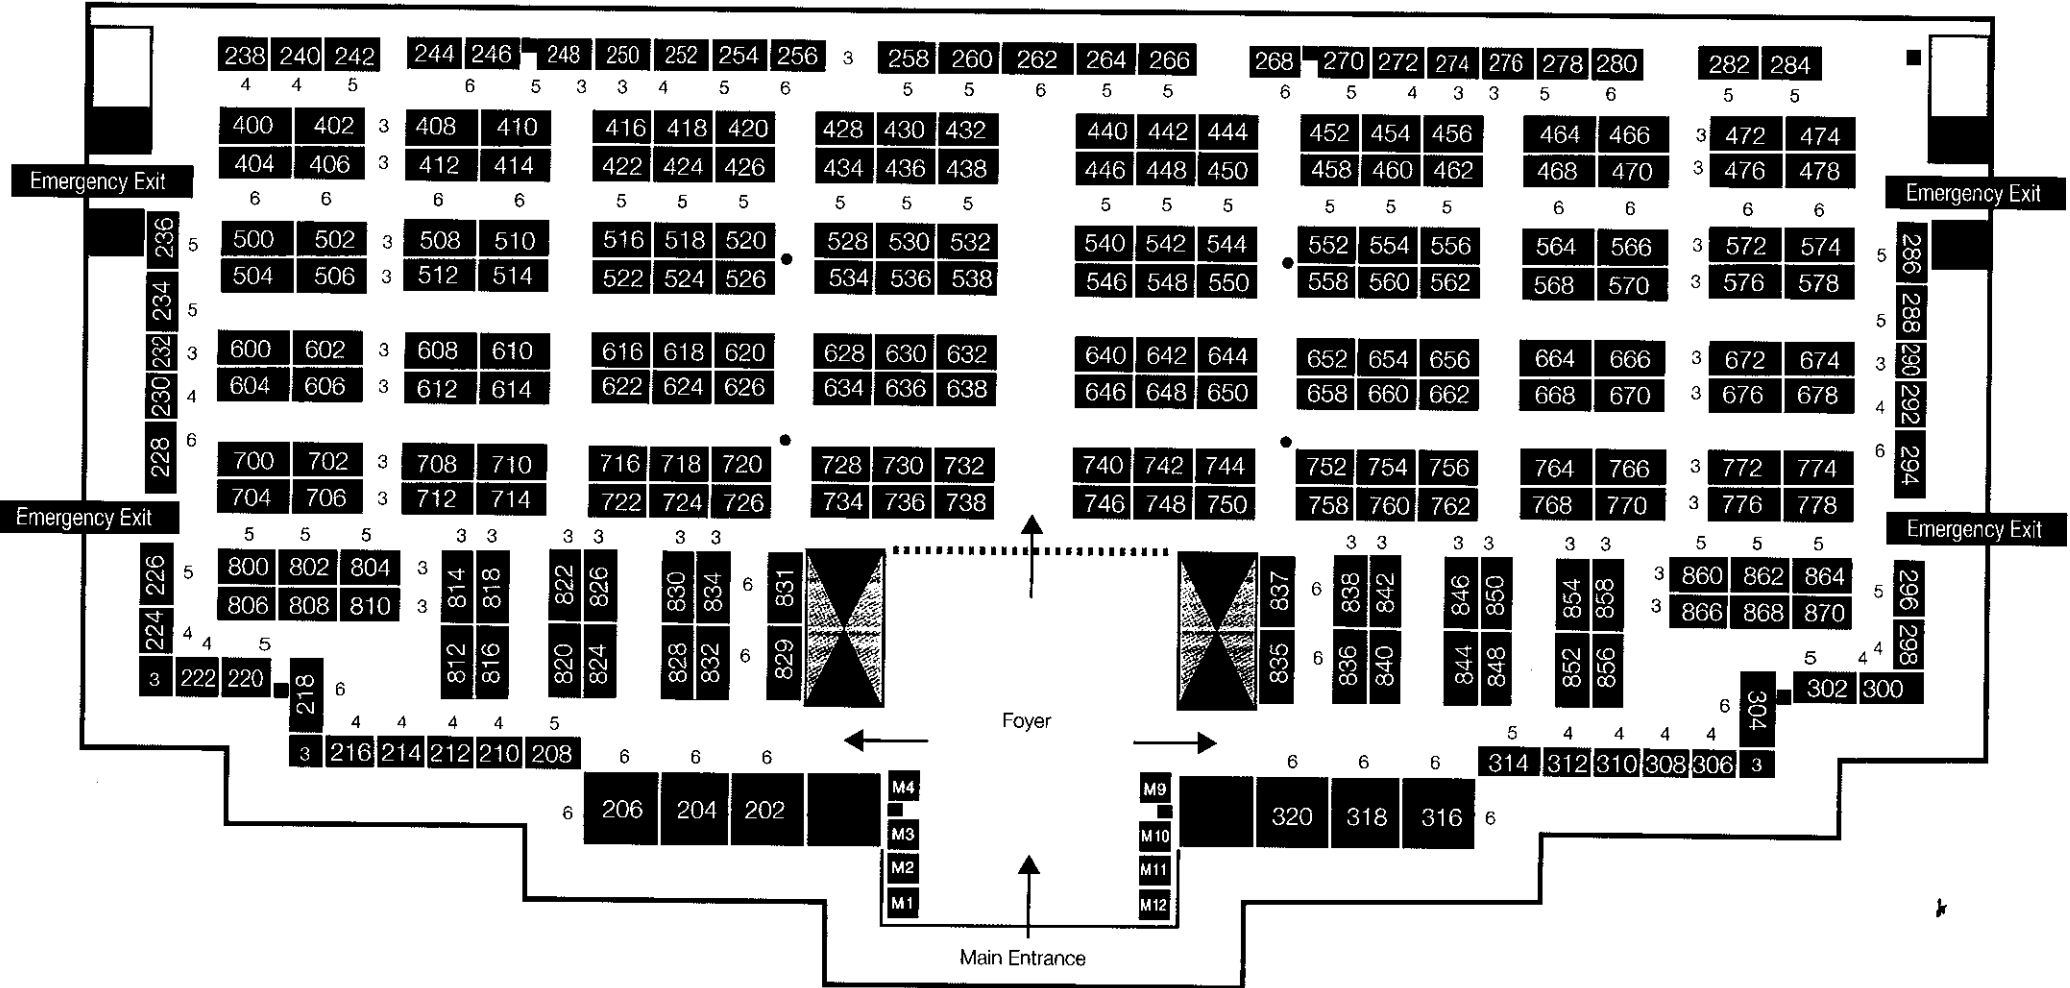 238 240 242 244 246 248 250 252 254 256 3 258 260 262 264 266 268 270 272 274 276 278 280 282 284
4 4 5 6 5 3 3 4 5 6 5 5 6 5 5 6 5 4 3 3 5 6 5 5
400 402 3 408 410 416 418 420 428 430 432 440 442 444 452 454 456 464 466 3 472 474
404 406 3 412 414 422 424 426 434 436 438 446 448 450 458 460 462 468 470 3 476 478
Emergency Exit Emergency Exit
6 6 6 6 5 5 5 5 5 5 5 5 5 5 5 5 6 6 6 6
236 5 500 502 3 508 510 516 518 520 528 530 532 540 542 544 552 554 556 564 566 3 572 574 5 286
504 506 3 512 514 522 524 526 534 536 538 546 548 550 558 560 562 568 570 3 576 578
234 5 5 288
232 3 600 602 3 608 610 616 618 620 628 630 632 640 642 644 652 654 656 664 666 3 672 674 3 290
230 4 604 606 3 612 614 622 624 626 634 636 638 646 648 650 658 660 662 668 670 3 676 678 4 292
228 6 700 702 3 708 710 716 718 720 728 730 732 740 742 744 752 754 756 764 766 3 772 774 6 294
704 706 3 712 714 722 724 726 734 736 738 746 748 750 758 760 762 768 770 3 776 778
Emergency Exit Emergency Exit
5 5 5 3 3 3 3 3 3 3 3 3 3 3 3 5 5 5
226 5 800 802 804 3 814 818 822 826 830 834 6 831 837 6 838 842 846 850 854 858 3 860 862 864 5 296
806 808 810 3 3 866 868 870
224 4 4 5 812 816 820 824 828 832 6 829 835 6 836 840 844 848 852 856 5 4 4 298
3 222 220 218 6 6 304 302 300
Foyer
4 4 4 4 5 5 4 4 4 4
3 216 214 212 210 208 314 312 310 308 306 3
6 6 6 6 6 6
6 206 204 202 320 318 316 6
M4 M9
M3 M10
M2 M11
M1 M12
Main Entrance